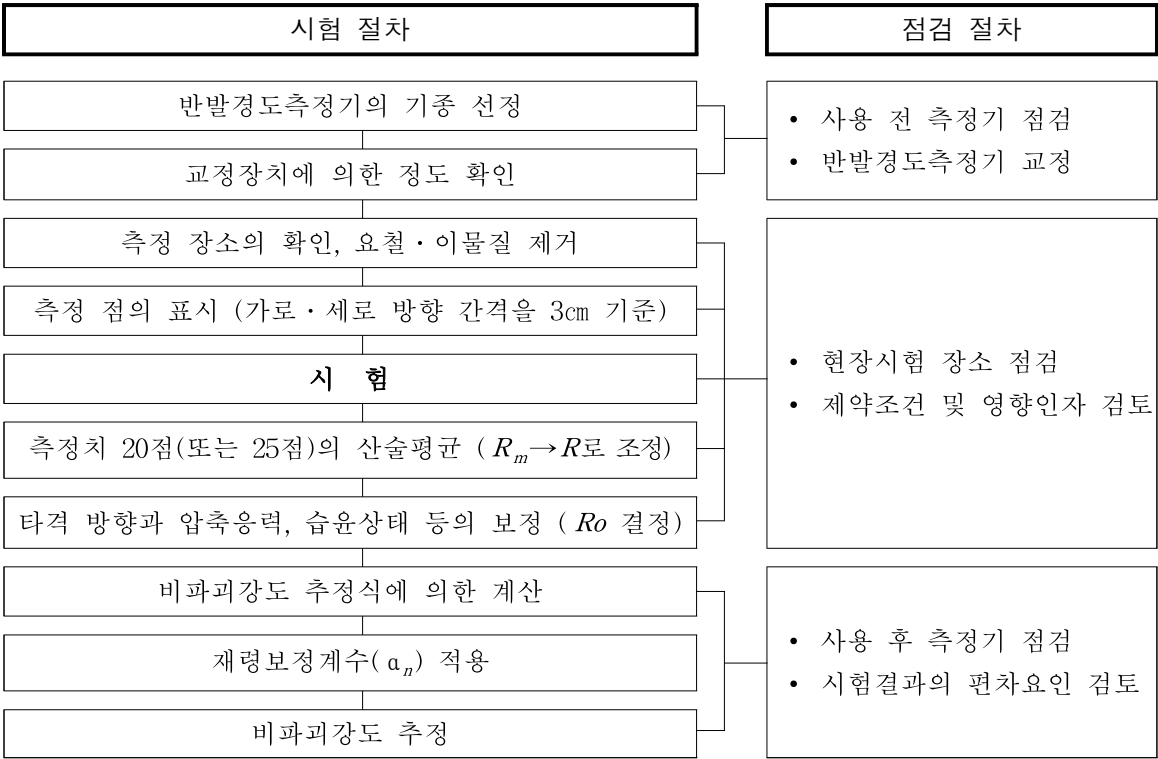 시험 절차
반발경도측정기의 기종 선정
교정장치에 의한 정도 확인
측정 장소의 확인, 요철·이물질 제거
측정 점의 표시 (가로·세로 방향 간격을 3㎝ 기준)
시 험
측정치 20점(또는 25점)의 산술평균 (Rm→R로 조정)
타격 방향과 압축응력, 습윤상태 등의 보정 (Ro 결정)
비파괴강도 추정식에 의한 계산
재령보정계수(αn) 적용
비파괴강도 추정
점검 절차
• 사용 전 측정기 점검
• 반발경도측정기 교정
• 현장시험 장소 점검
• 제약조건 및 영향인자 검토
• 사용 후 측정기 점검
• 시험결과의 편차요인 검토